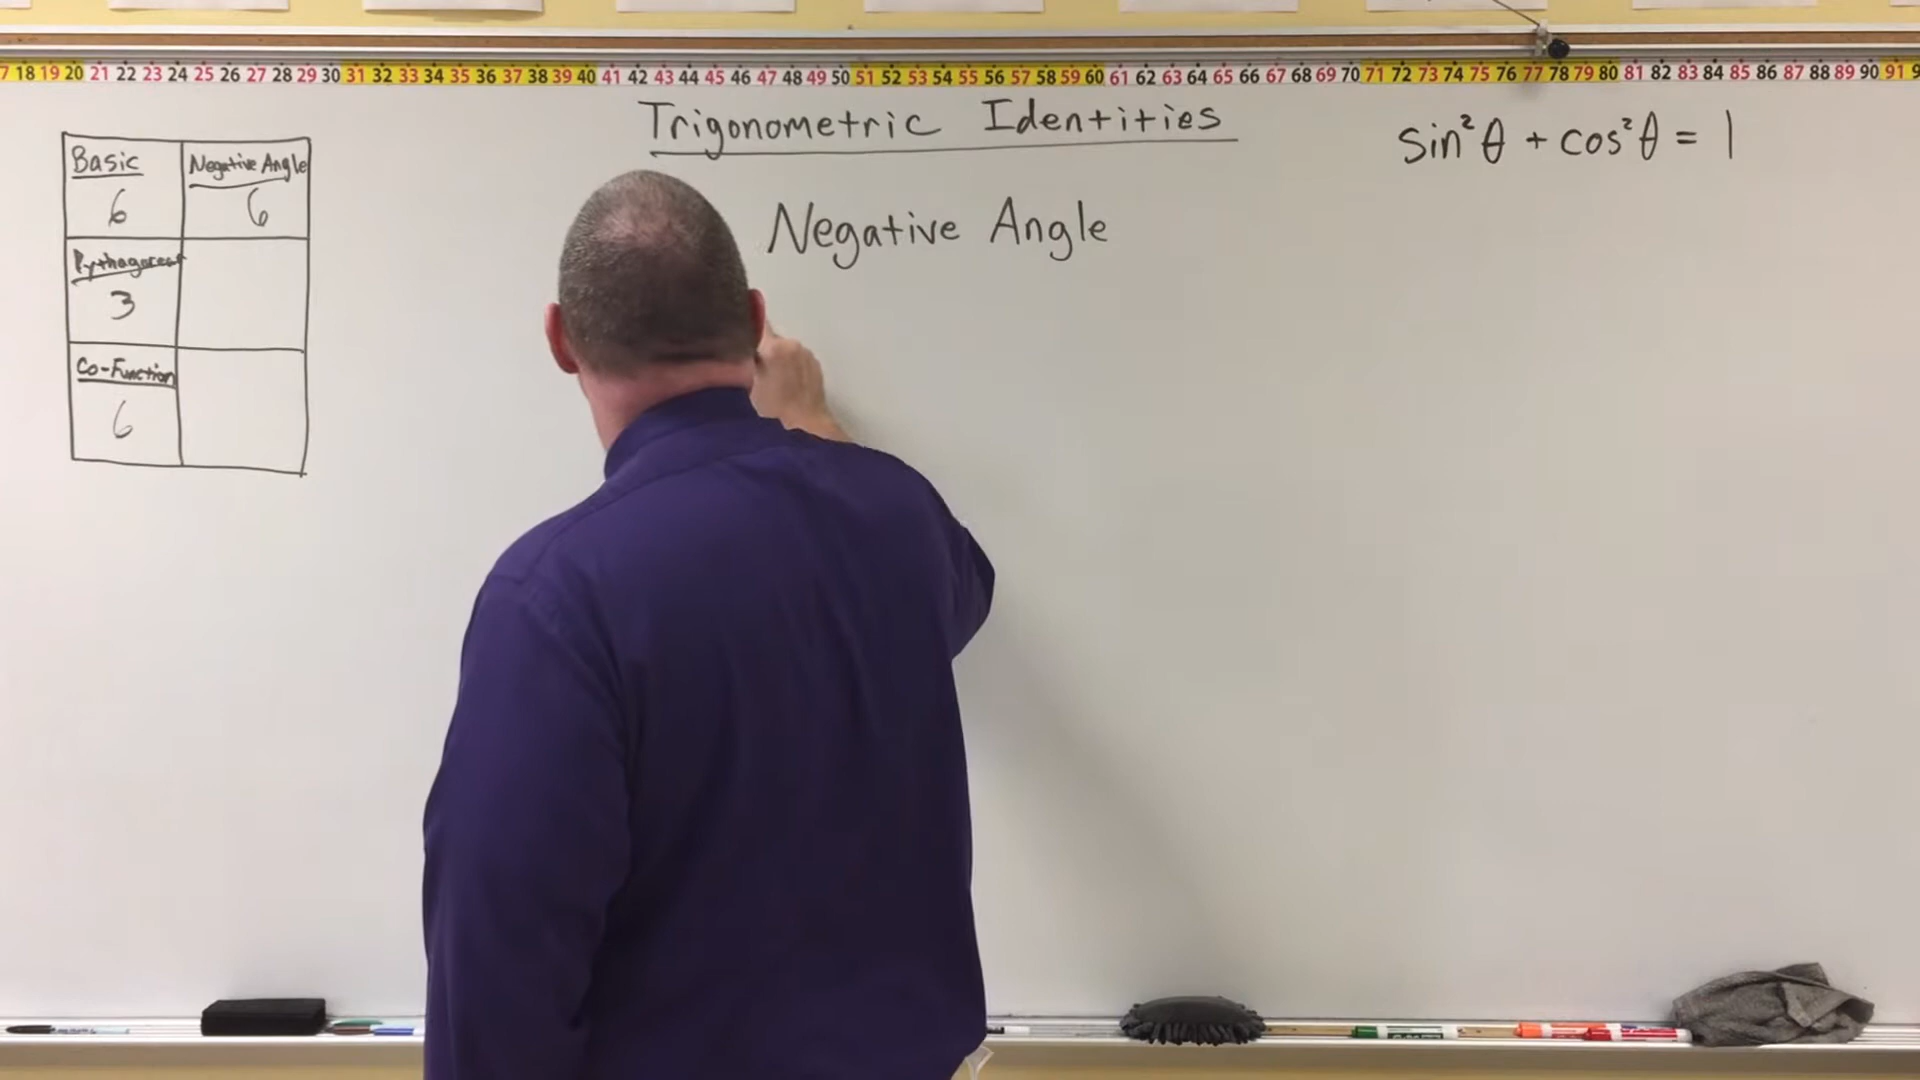 7 18 19 20 21 22 23 24 25 26 27 28 29 30 31 32 33 34 35 36 37 38 39 40 41 42 43 44 45 46 47 48 49 50 51 52 53 54 55 56 57 58 59 60 61 62 63 64 65 66 67 68 69 70 71 72 73 74 75 76 77 78 79 80 81 82 83 84 85 86 87 88 89 90 91 9
Trigonometric Identities
sin²θ + cos²θ = 1
Basic
6
Negative Angle
6
Pythagorean
3
Co-Function
6
Negative Angle